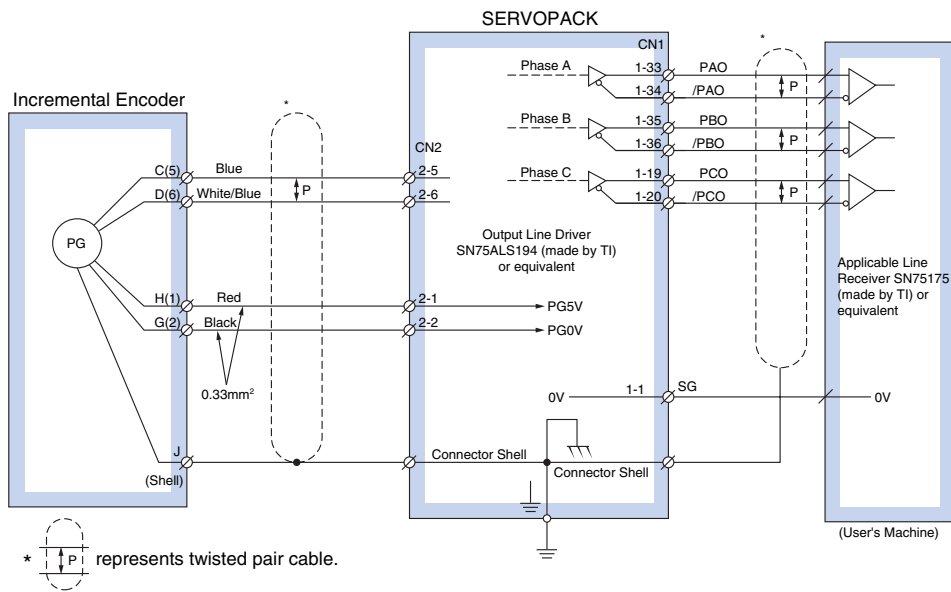 SERVOPACK
*
CN1
Phase A
1-33
PAO
P
1-34
/PAO
Incremental Encoder
*
Phase B
1-35
PBO
P
1-36
/PBO
CN2
C(5)
Blue
2-5
Phase C
1-19
PCO
P
P
D(6)
White/Blue
2-6
1-20
/PCO
PG
Output Line Driver
SN75ALS194 (made by TI)
or equivalent
Applicable Line
Receiver SN75175
(made by TI) or
equivalent
H(1)
Red
2-1
PG5V
G(2)
Black
2-2
PG0V
0.33mm²
0V
1-1
SG
0V
J
(Shell)
Connector Shell
Connector Shell
(User's Machine)
* P represents twisted pair cable.